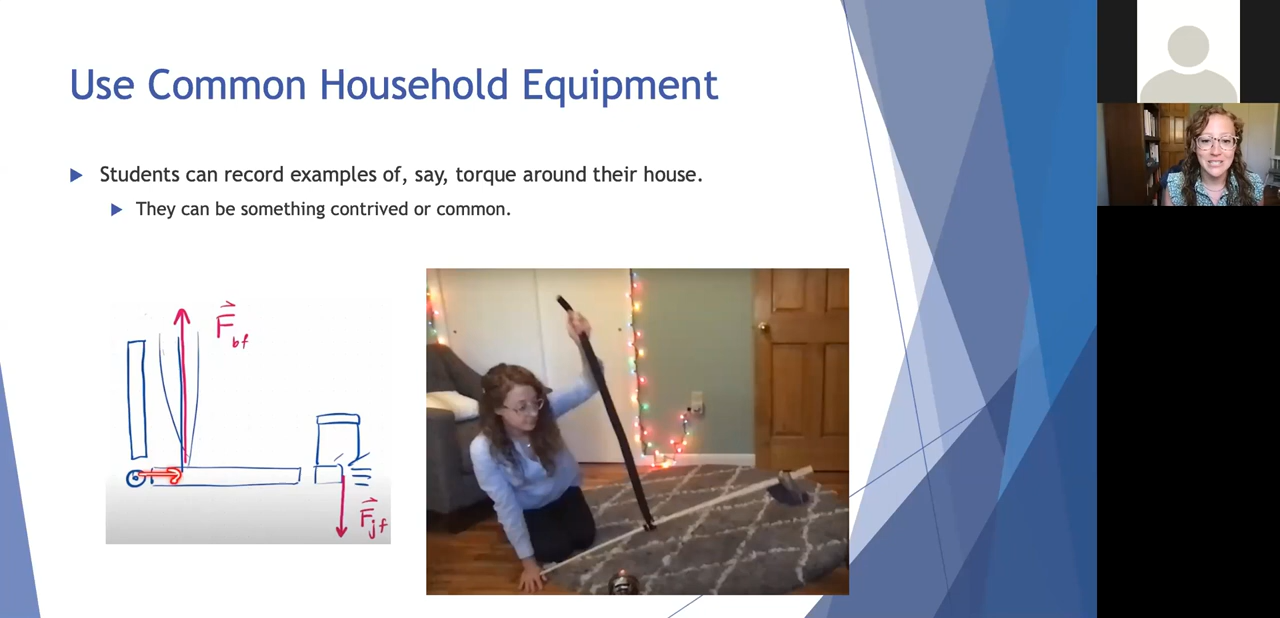 Use Common Household Equipment
Students can record examples of, say, torque around their house.
They can be something contrived or common.
F bf
F jf